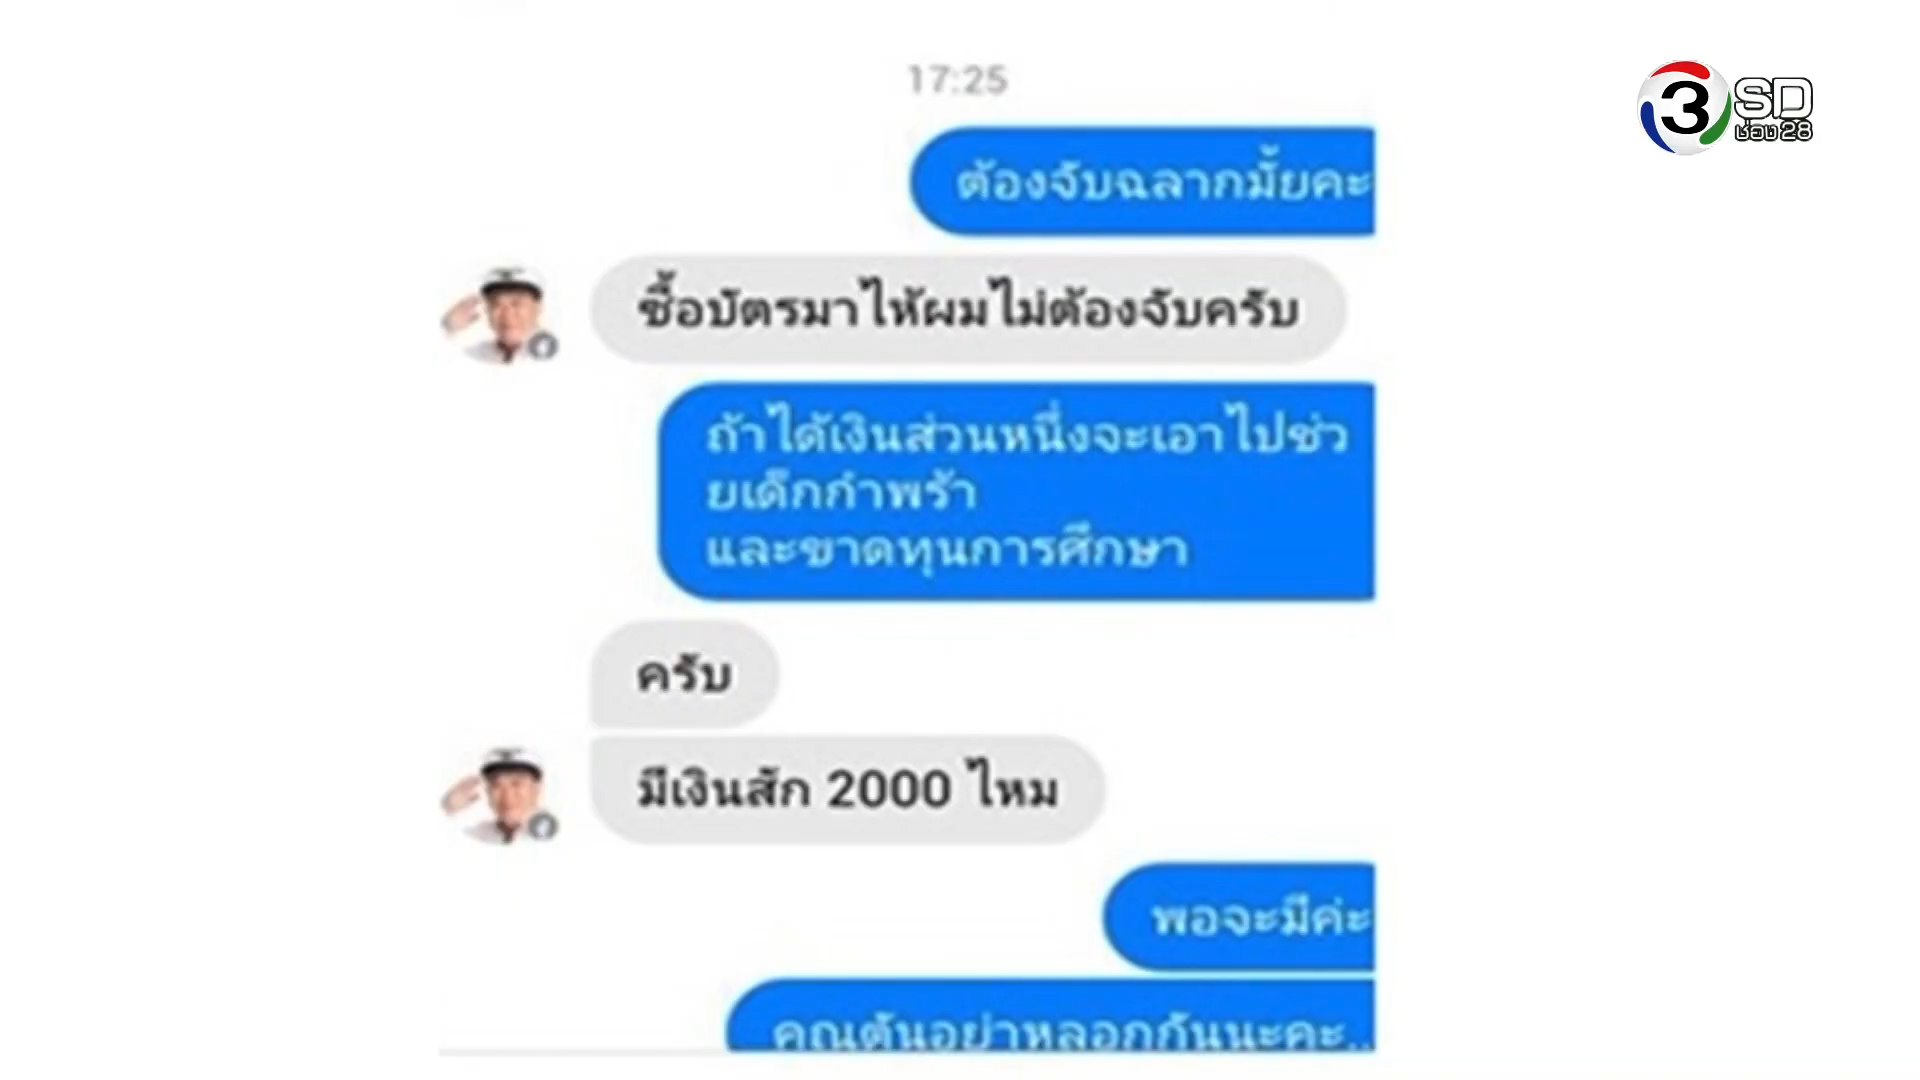 17:25
3 SD
ช่อง28
ต้องจับฉลากมั้ยคะ
ซื้อบัตรมาให้ผมไม่ต้องจับครับ
ถ้าได้เงินส่วนหนึ่งจะเอาไปช่ว
ยเด็กกำพร้า
และขาดทุนการศึกษา
ครับ
มีเงินสัก 2000 ไหม
พอจะมีค่ะ
คุณตันอย่าหลอกกันนะคะ..